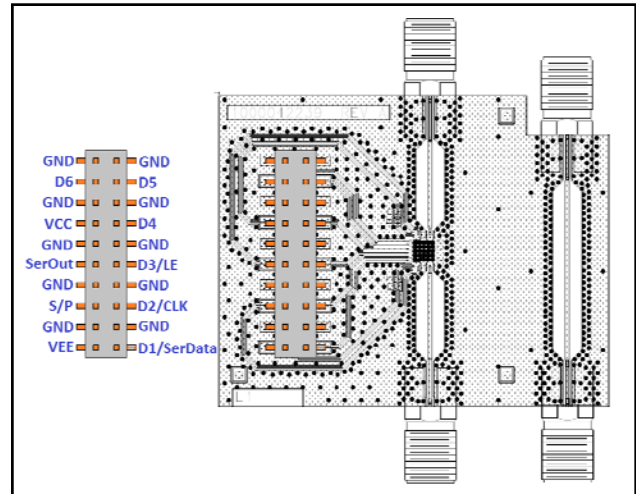 GND GND
D6 D5
GND GND
VCC D4
GND GND
SerOut D3/LE
GND GND
S/P D2/CLK
GND GND
VEE D1/SerData